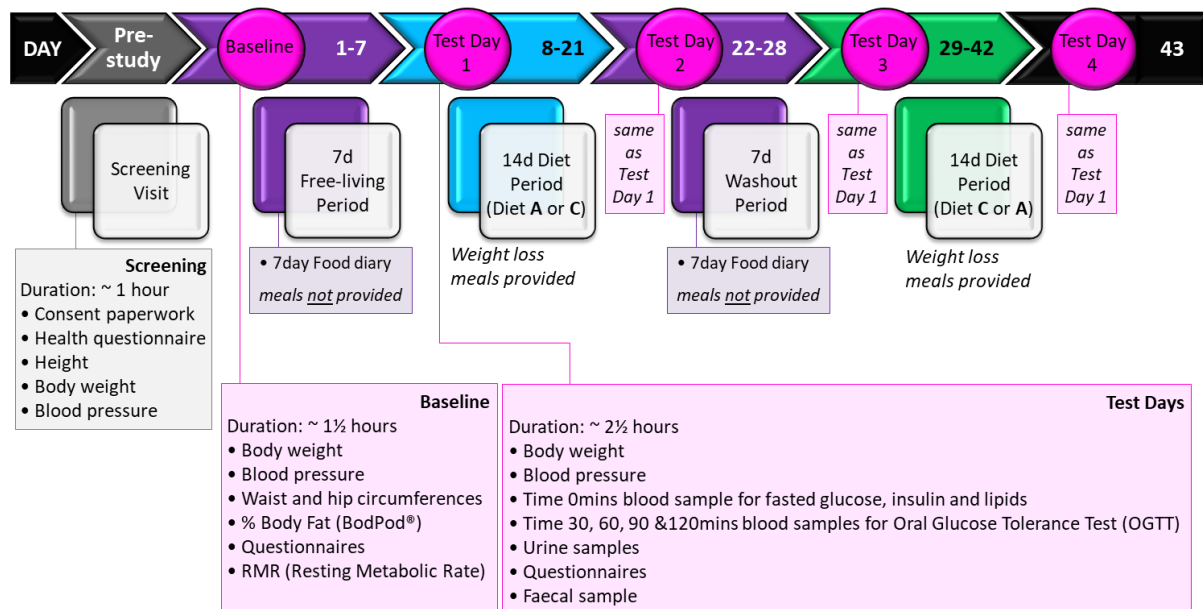 DAY
Pre-
study
Baseline
1-7
Test Day
1
8-21
Test Day
2
22-28
Test Day
3
29-42
Test Day
4
43
Screening
Visit
7d
Free-living
Period
14d Diet
Period
(Diet A or C)
same
as
Test
Day 1
7d
Washout
Period
same
as
Test
Day 1
14d Diet
Period
(Diet C or A)
same
as
Test
Day 1
• 7day Food diary
meals not provided
Weight loss
meals provided
• 7day Food diary
meals not provided
Weight loss
meals provided
Screening
Duration: ~ 1 hour
• Consent paperwork
• Health questionnaire
• Height
• Body weight
• Blood pressure
Baseline
Duration: ~ 1½ hours
• Body weight
• Blood pressure
• Waist and hip circumferences
• % Body Fat (BodPod®)
• Questionnaires
• RMR (Resting Metabolic Rate)
Test Days
Duration: ~ 2½ hours
• Body weight
• Blood pressure
• Time 0mins blood sample for fasted glucose, insulin and lipids
• Time 30, 60, 90 &120mins blood samples for Oral Glucose Tolerance Test (OGTT)
• Urine samples
• Questionnaires
• Faecal sample